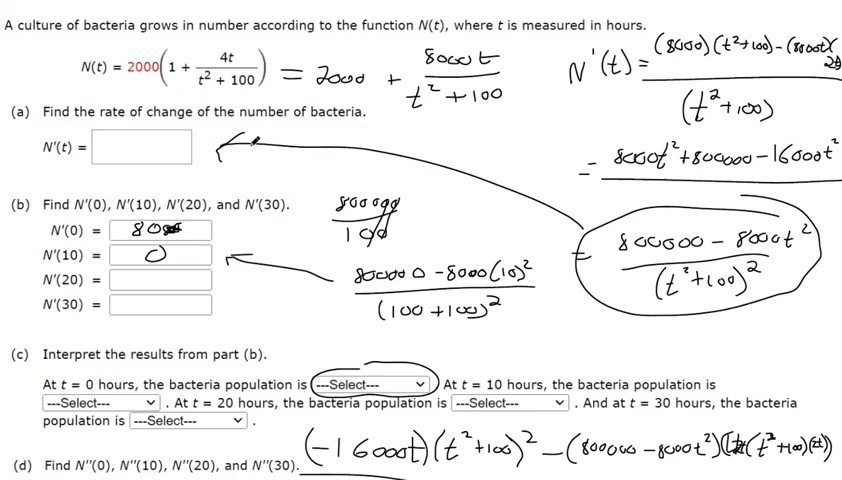 A culture of bacteria grows in number according to the function N(t), where t is measured in hours.
N(t) = 2000(1 + 4t / (t² + 100)) = 2000 + 8000t / (t² + 100)
N'(t) = (8000)(t²+100) - (8000t)(2t) / (t²+100)
(a) Find the rate of change of the number of bacteria.
N'(t) =
= 8000t² + 800000 - 16000t²
(b) Find N'(0), N'(10), N'(20), and N'(30).
N'(0) = 80
800000 / 100
= 800000 - 8000t² / (t²+100)²
N'(10) = 0
800000 - 8000(10)² / (100+100)²
N'(20) =
N'(30) =
(c) Interpret the results from part (b).
At t = 0 hours, the bacteria population is ---Select--- . At t = 10 hours, the bacteria population is
---Select--- . At t = 20 hours, the bacteria population is ---Select--- . And at t = 30 hours, the bacteria
population is ---Select--- .
(-16000t)(t²+100)² - (800000 - 8000t²)(t²+100)(2t)
(d) Find N''(0), N''(10), N''(20), and N''(30).